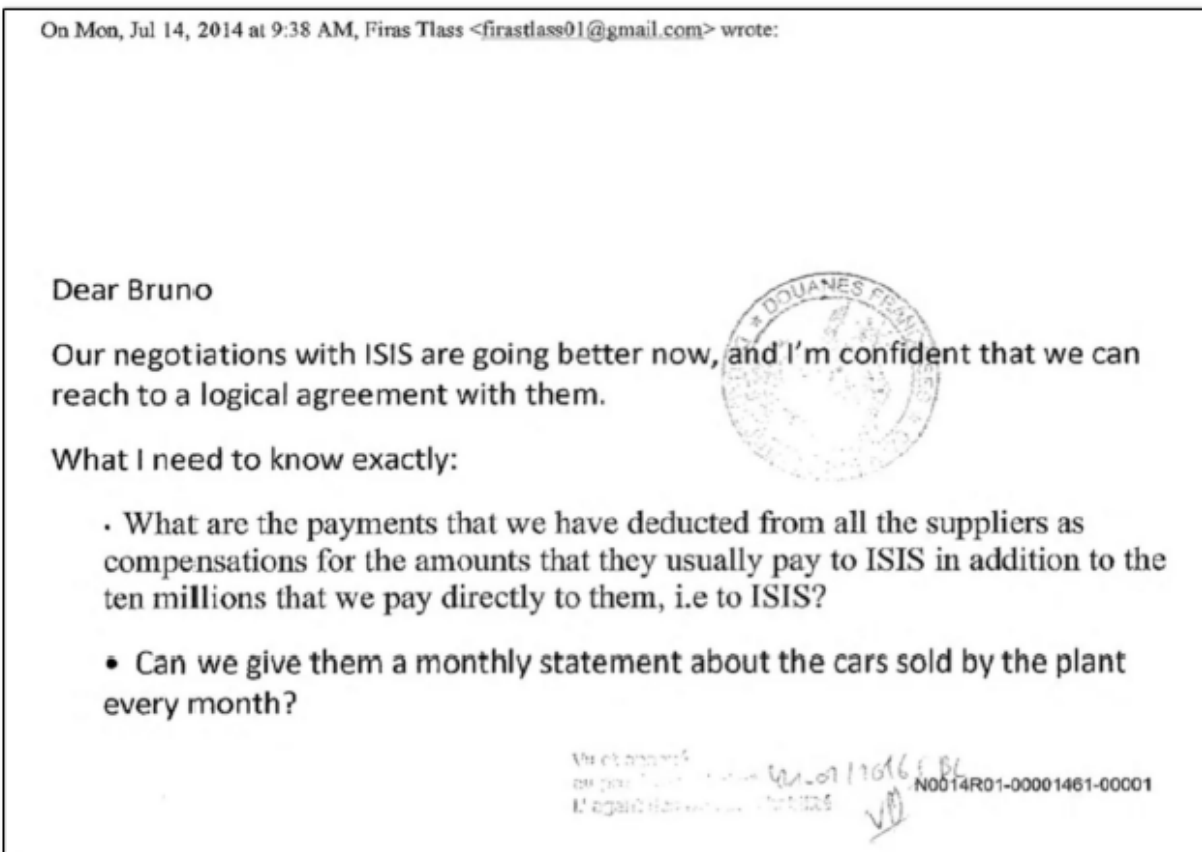 On Mon, Jul 14, 2014 at 9:38 AM, Firas Tlass <firastlass01@gmail.com> wrote:
Dear Bruno
Our negotiations with ISIS are going better now, and I'm confident that we can
reach to a logical agreement with them.
What I need to know exactly:
· What are the payments that we have deducted from all the suppliers as
compensations for the amounts that they usually pay to ISIS in addition to the
ten millions that we pay directly to them, i.e to ISIS?
• Can we give them a monthly statement about the cars sold by the plant
every month?
DOUANES
N0014R01-00001461-00001